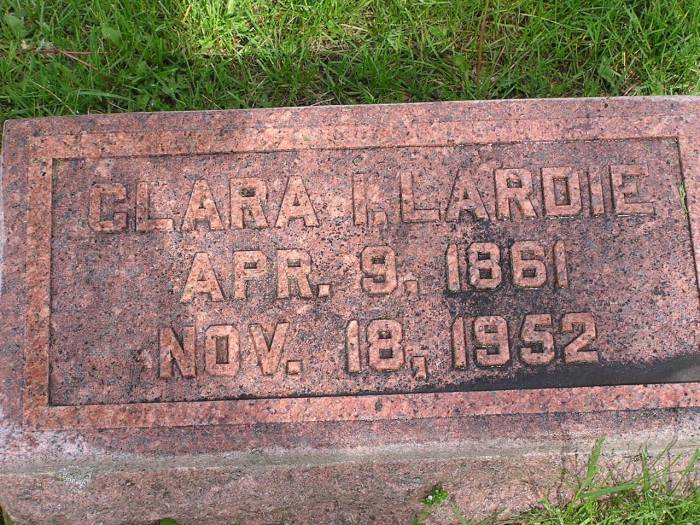 CLARA I. LARDIE
APR. 9. 1861
NOV. 18, 1952